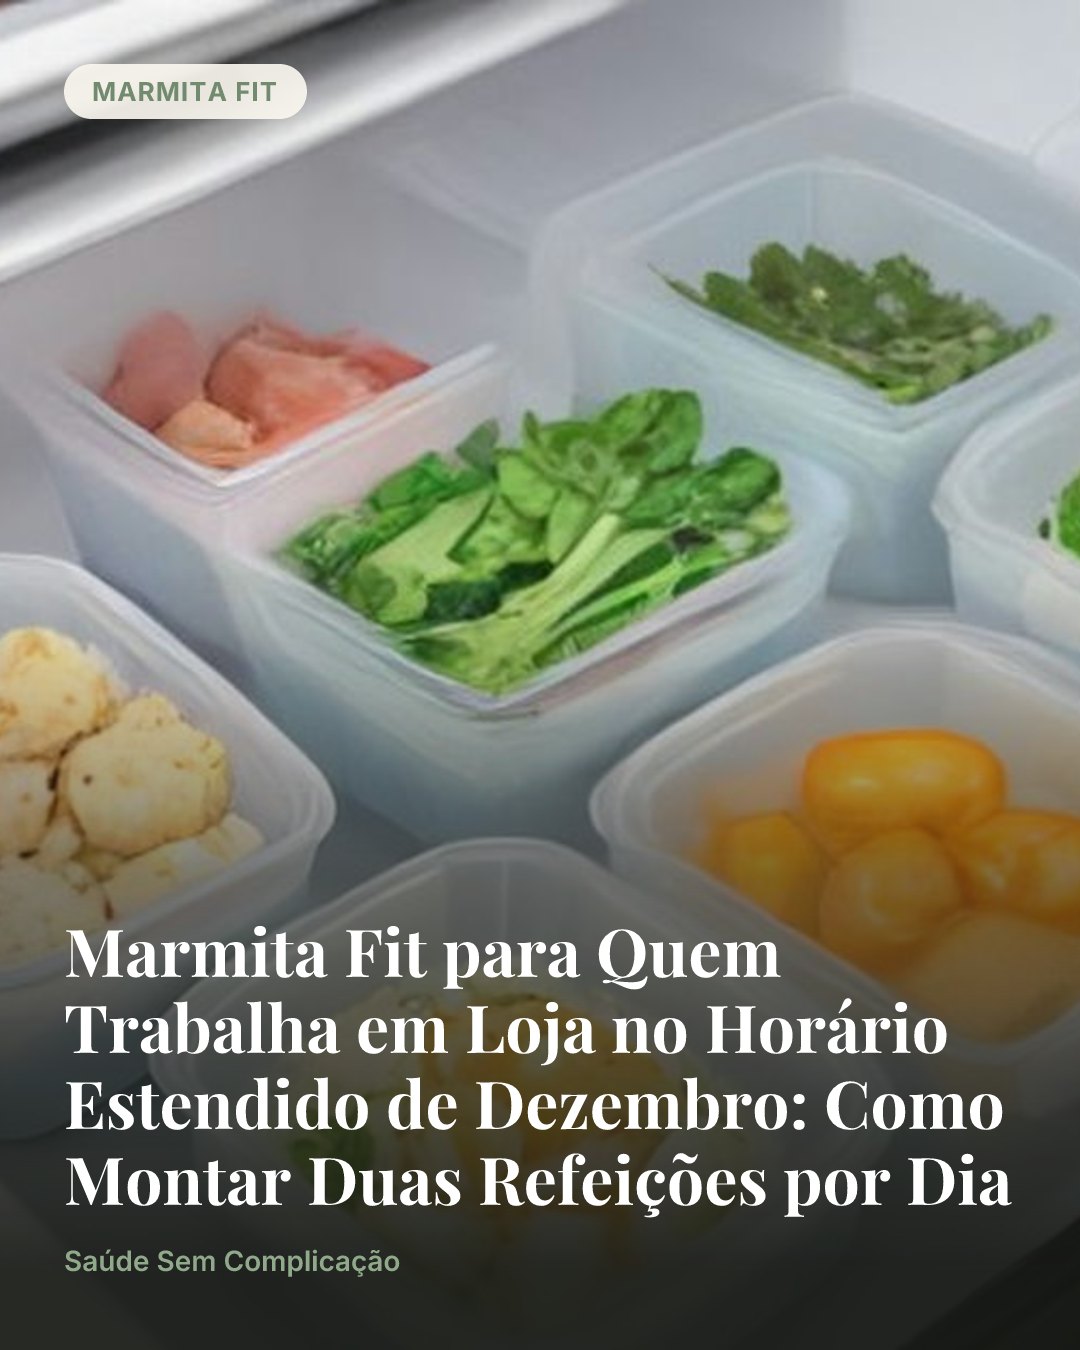 MARMITA FIT
Marmita Fit para Quem
Trabalha em Loja no Horário
Estendido de Dezembro: Como
Montar Duas Refeições por Dia
Saúde Sem Complicação